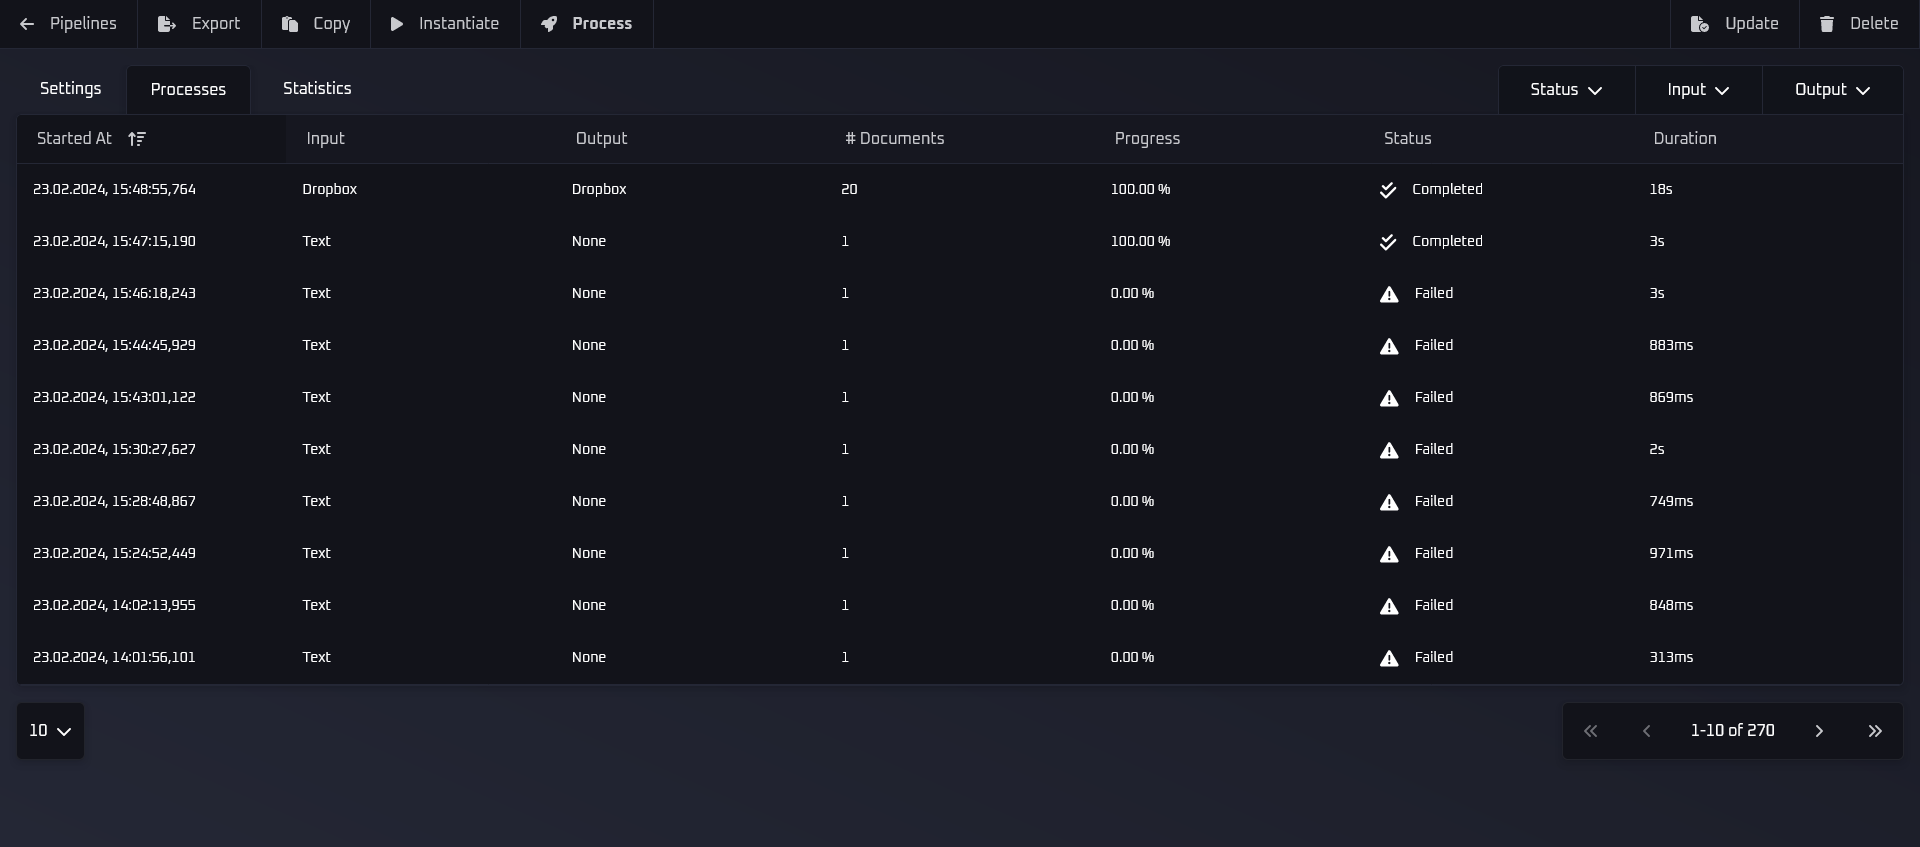 Pipelines Export Copy Instantiate Process Update Delete
Settings Processes Statistics Status Input Output
Started At Input Output # Documents Progress Status Duration
23.02.2024, 15:48:55,764 Dropbox Dropbox 20 100.00 % Completed 18s
23.02.2024, 15:47:15,190 Text None 1 100.00 % Completed 3s
23.02.2024, 15:46:18,243 Text None 1 0.00 % Failed 3s
23.02.2024, 15:44:45,929 Text None 1 0.00 % Failed 883ms
23.02.2024, 15:43:01,122 Text None 1 0.00 % Failed 869ms
23.02.2024, 15:30:27,627 Text None 1 0.00 % Failed 2s
23.02.2024, 15:28:48,867 Text None 1 0.00 % Failed 749ms
23.02.2024, 15:24:52,449 Text None 1 0.00 % Failed 971ms
23.02.2024, 14:02:13,955 Text None 1 0.00 % Failed 848ms
23.02.2024, 14:01:56,101 Text None 1 0.00 % Failed 313ms
10 1-10 of 270